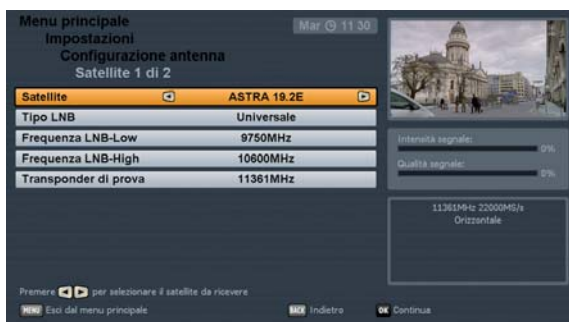 Menu principale
Mar 11 30
Impostazioni
Configurazione antenna
Satellite 1 di 2
Satellite ASTRA 19.2E
Tipo LNB Universale
Frequenza LNB-Low 9750MHz
Frequenza LNB-High 10600MHz
Transponder di prova 11361MHz
Intensità segnale:
0%
Qualità segnale:
0%
11361MHz 22000MS/s
Orizzontale
Premere per selezionare il satellite da ricevere
MENU Esci dal menu principale BACK Indietro OK Continua